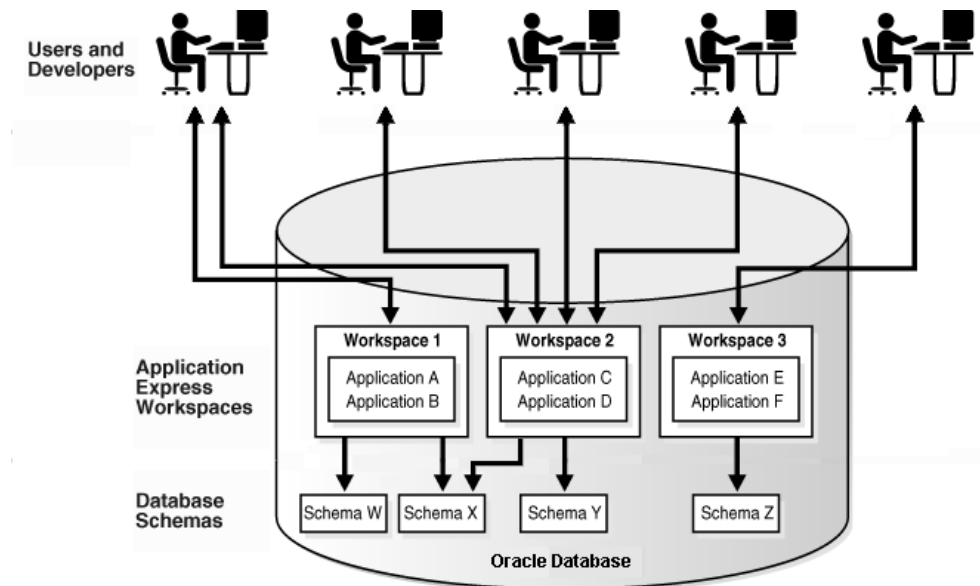 Users and
Developers
Workspace 1
Workspace 2
Workspace 3
Application
Express
Workspaces
Application A
Application B
Application C
Application D
Application E
Application F
Database
Schemas
Schema W
Schema X
Schema Y
Schema Z
Oracle Database